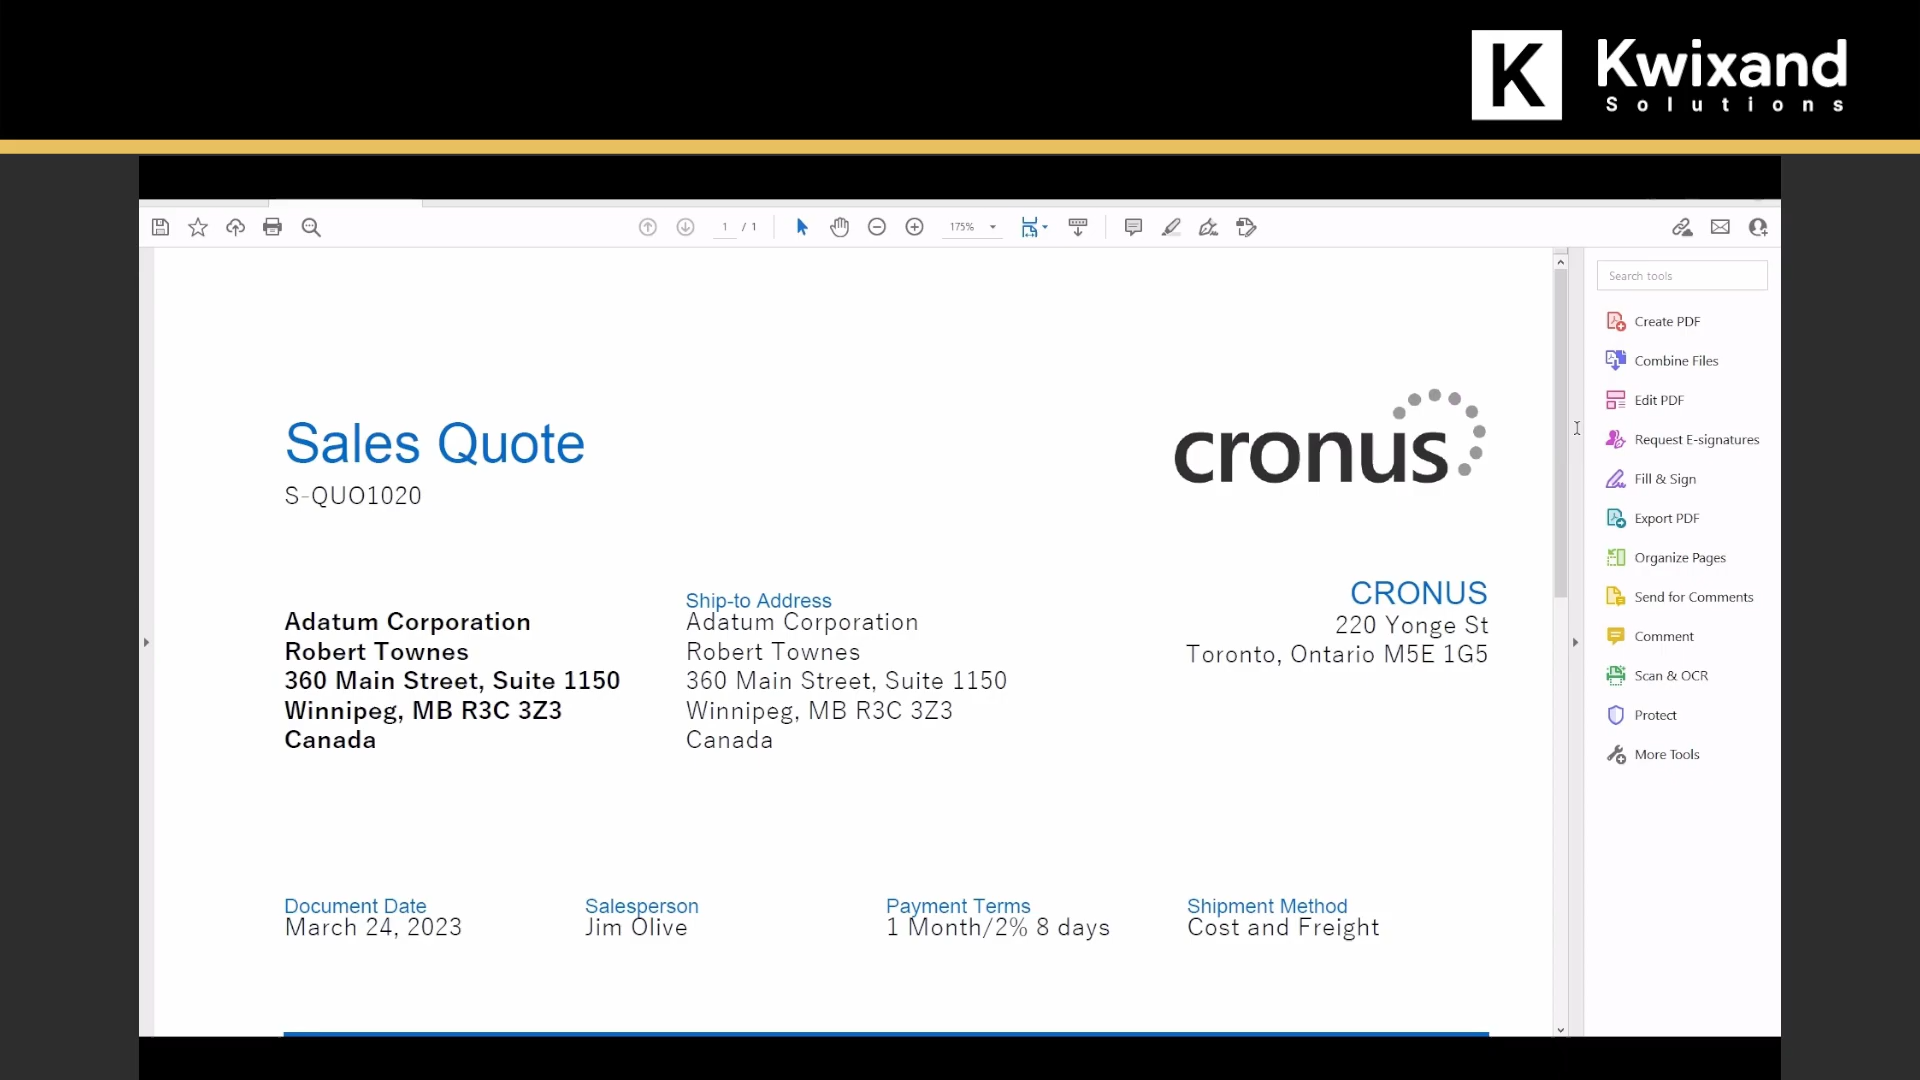 K Kwixand
Solutions
1 / 1
175%
Search tools
Create PDF
Combine Files
Edit PDF
Request E-signatures
Fill & Sign
Export PDF
Organize Pages
Send for Comments
Comment
Scan & OCR
Protect
More Tools
Sales Quote
S-QUO1020
cronus
Adatum Corporation
Robert Townes
360 Main Street, Suite 1150
Winnipeg, MB R3C 3Z3
Canada
Ship-to Address
Adatum Corporation
Robert Townes
360 Main Street, Suite 1150
Winnipeg, MB R3C 3Z3
Canada
CRONUS
220 Yonge St
Toronto, Ontario M5E 1G5
Document Date
March 24, 2023
Salesperson
Jim Olive
Payment Terms
1 Month/2% 8 days
Shipment Method
Cost and Freight